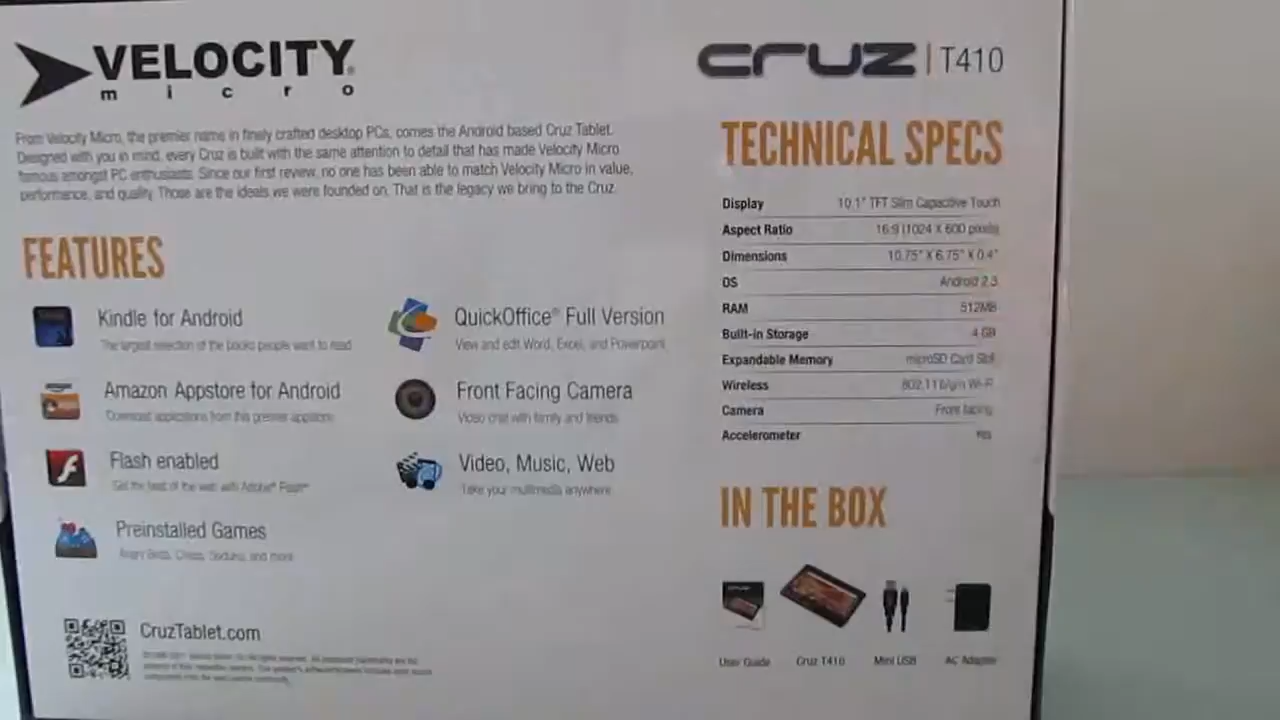 VELOCITY
micro
CRUZ | T410
From Velocity Micro, the premier name in finely crafted desktop PCs, comes the Android based Cruz Tablet.
Designed with you in mind, every Cruz is built with the same attention to detail that has made Velocity Micro
famous amongst PC enthusiasts. Since our first review, no one has been able to match Velocity Micro in value,
performance, and quality. Those are the ideals we were founded on. That is the legacy we bring to the Cruz.
FEATURES
Kindle for Android
The largest selection of the books people want to read
Amazon Appstore for Android
Download applications from this premier appstore
Flash enabled
Get the best of the web with Adobe® Flash®
Preinstalled Games
Angry Birds, Chess, Sudoku, and more
QuickOffice® Full Version
View and edit Word, Excel, and Powerpoint
Front Facing Camera
Video chat with family and friends
Video, Music, Web
Take your multimedia anywhere
CruzTablet.com
TECHNICAL SPECS
Display 10.1" TFT Slim Capacitive Touch
Aspect Ratio 16:9 (1024 X 600 pixels)
Dimensions 10.75" X 6.75" X 0.4"
OS Android 2.3
RAM 512MB
Built-in Storage 4 GB
Expandable Memory microSD Card Slot
Wireless 802.11b/g/n Wi-Fi
Camera Front facing
Accelerometer Yes
IN THE BOX
User Guide
Cruz T410
Mini USB
AC Adapter